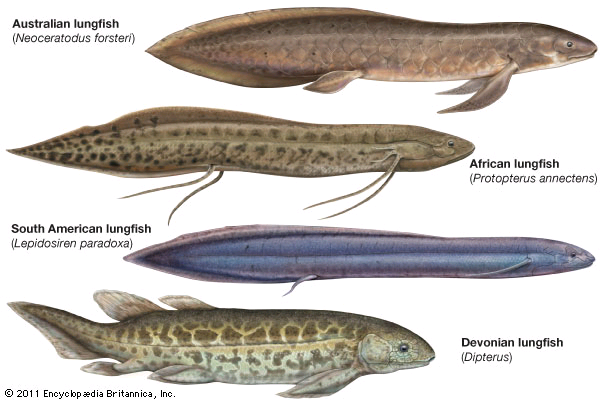 Australian lungfish
(Neoceratodus forsteri)
African lungfish
(Protopterus annectens)
South American lungfish
(Lepidosiren paradoxa)
Devonian lungfish
(Dipterus)
© 2011 Encyclopædia Britannica, Inc.